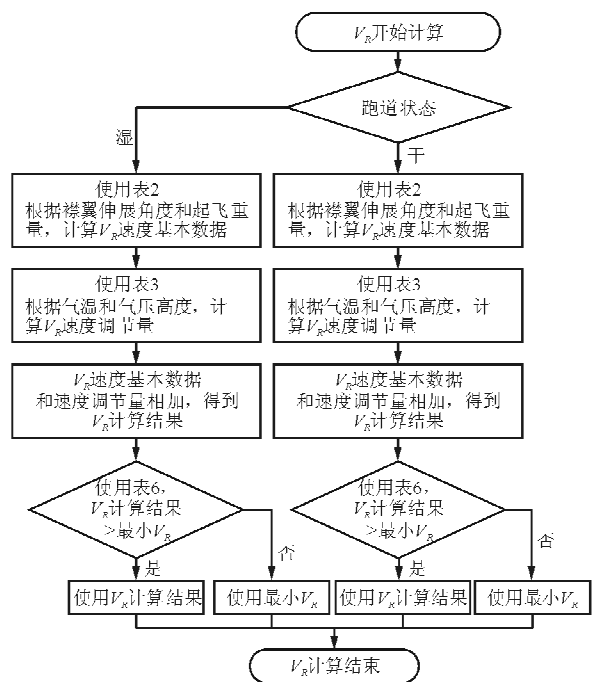 V_R开始计算
跑道状态
湿
干
使用表2
根据襟翼伸展角度和起飞重
量，计算V_R速度基本数据
使用表2
根据襟翼伸展角度和起飞重
量，计算V_R速度基本数据
使用表3
根据气温和气压高度，计
算V_R速度调节量
使用表3
根据气温和气压高度，计
算V_R速度调节量
V_R速度基本数据
和速度调节量相加，得到
V_R计算结果
V_R速度基本数据
和速度调节量相加，得到
V_R计算结果
使用表6，
V_R计算结果
>最小V_R
使用表6，
V_R计算结果
>最小V_R
是
否
是
否
使用V_R计算结果
使用最小V_R
使用V_R计算结果
使用最小V_R
V_R计算结束